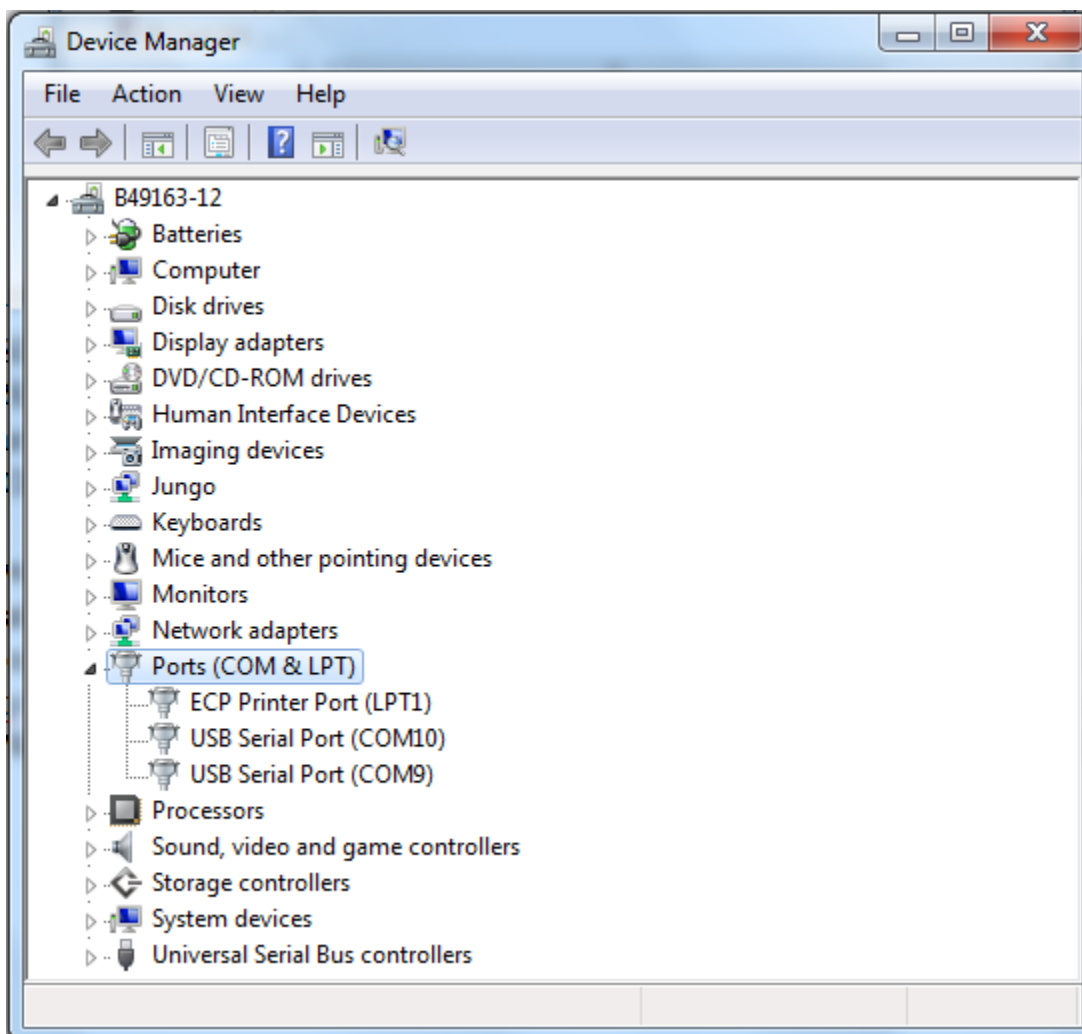 Device Manager
File Action View Help
B49163-12
Batteries
Computer
Disk drives
Display adapters
DVD/CD-ROM drives
Human Interface Devices
Imaging devices
Jungo
Keyboards
Mice and other pointing devices
Monitors
Network adapters
Ports (COM & LPT)
ECP Printer Port (LPT1)
USB Serial Port (COM10)
USB Serial Port (COM9)
Processors
Sound, video and game controllers
Storage controllers
System devices
Universal Serial Bus controllers